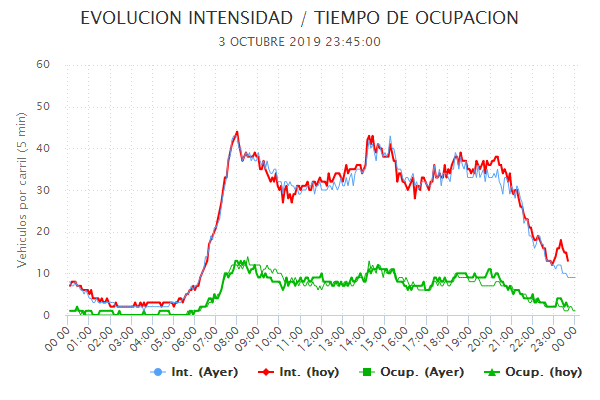 EVOLUCION INTENSIDAD / TIEMPO DE OCUPACION
3 OCTUBRE 2019 23:45:00
Vehiculos por carril (5 min)
60
50
40
30
20
10
0
00:00 01:00 02:00 03:00 04:00 05:00 06:00 07:00 08:00 09:00 10:00 11:00 12:00 13:00 14:00 15:00 16:00 17:00 18:00 19:00 20:00 21:00 22:00 23:00 00:00
Int. (Ayer) Int. (hoy) Ocup. (Ayer) Ocup. (hoy)